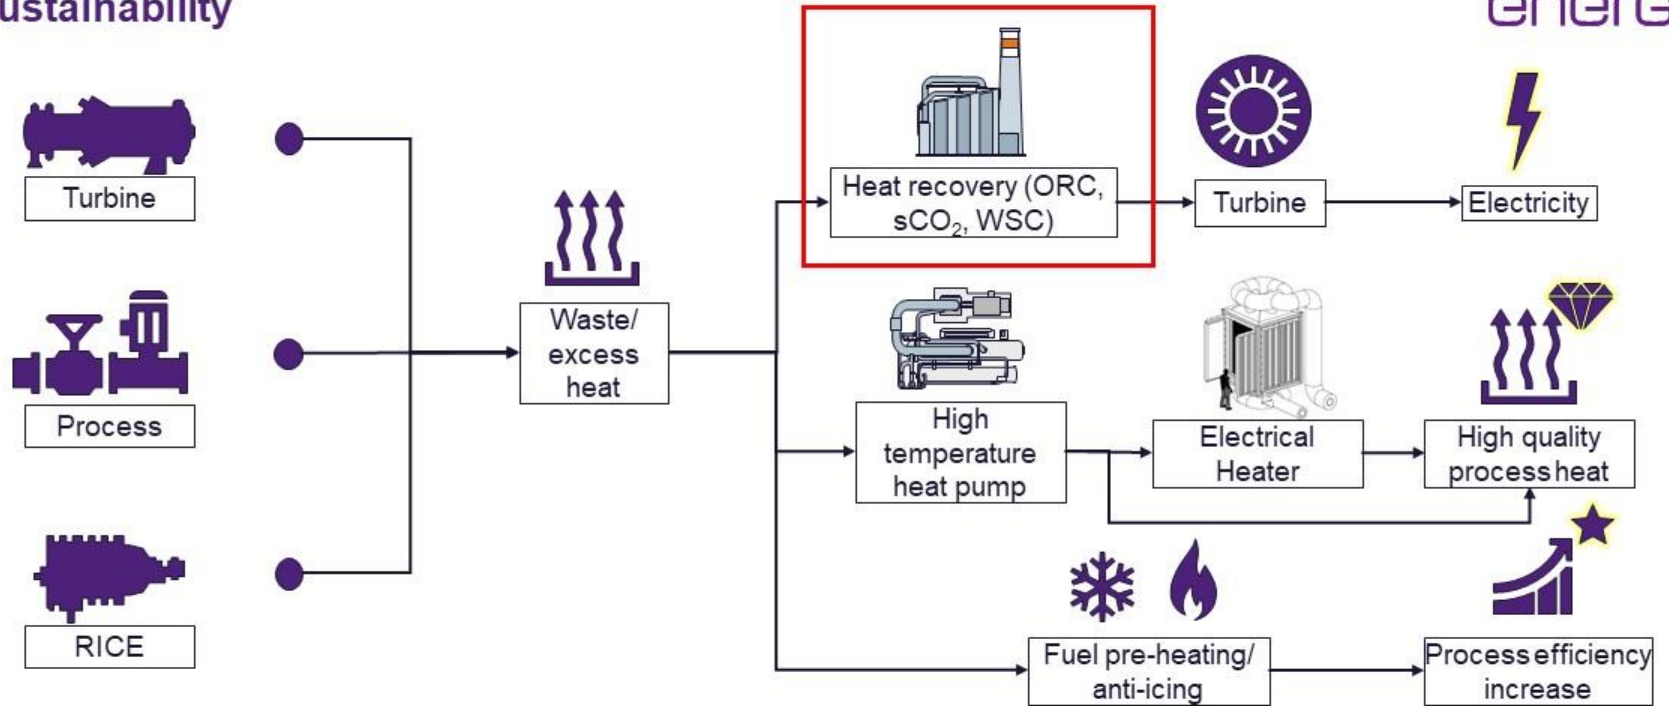 ustainability
energ
Turbine
Process
RICE
Waste/
excess
heat
Heat recovery (ORC,
sCO₂, WSC)
Turbine
Electricity
High
temperature
heat pump
Electrical
Heater
High quality
process heat
Fuel pre-heating/
anti-icing
Process efficiency
increase